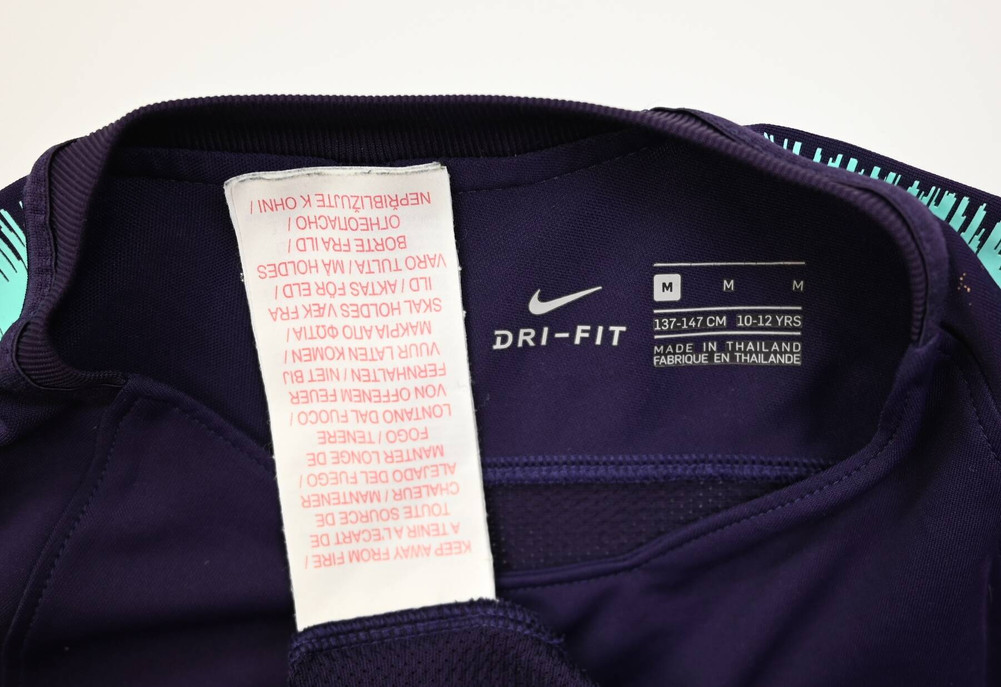 KEEP AWAY FROM FIRE /
A TENIR A L'ECART DE
TOUTE SOURCE DE
CHALEUR / MANTENER
ALEJADO DEL FUEGO /
MANTER LONGE DE
FOGO / TENERE
LONTANO DAL FUOCO /
VON OFFENEM FEUER
FERNHALTEN / NIET BIJ
VUUR LATEN KOMEN /
ΜΑΚΡΙΑ ΑΠΟ ΦΩΤΙΑ /
SKAL HOLDES VÆK FRA
ILD / AKTAS FÖR ELD /
VARO TULTA / MÅ HOLDES
BORTE FRA ILD /
ОГНЕОПАСНО /
NEPŘIBLIŽUJTE K OHNI /
DRI-FIT
M M M
137-147 CM 10-12 YRS
MADE IN THAILAND
FABRIQUE EN THAILANDE